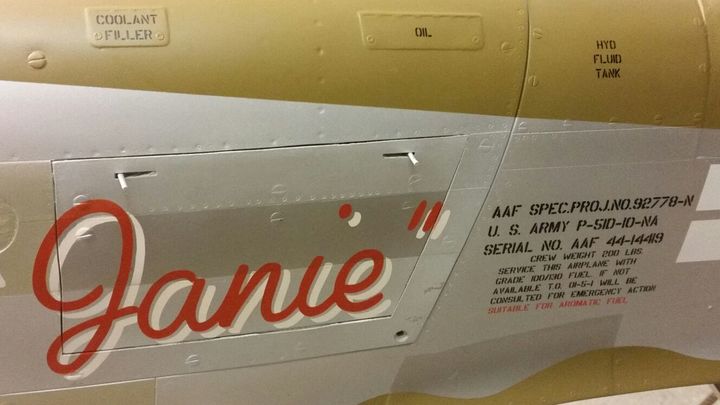 COOLANT
FILLER
OIL
HYD
FLUID
TANK
Janie"
AAF SPEC.PROJ.NO.92778-N
U. S. ARMY P-51D-10-NA
SERIAL NO. AAF 44-14419
CREW WEIGHT 200 LBS.
SERVICE THIS AIRPLANE WITH
GRADE 100/130 FUEL. IF NOT
AVAILABLE T.O. 01-5-1 WILL BE
CONSULTED FOR EMERGENCY ACTION
SUITABLE FOR AROMATIC FUEL